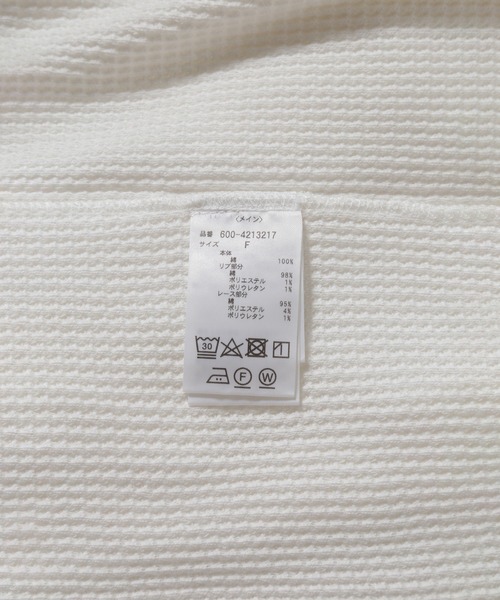 〈メイン〉
品番 600-4213217
サイズ F
本体
綿 100%
リブ部分
綿 98%
ポリエステル 1%
ポリウレタン 1%
レース部分
綿 95%
ポリエステル 4%
ポリウレタン 1%
30
F W